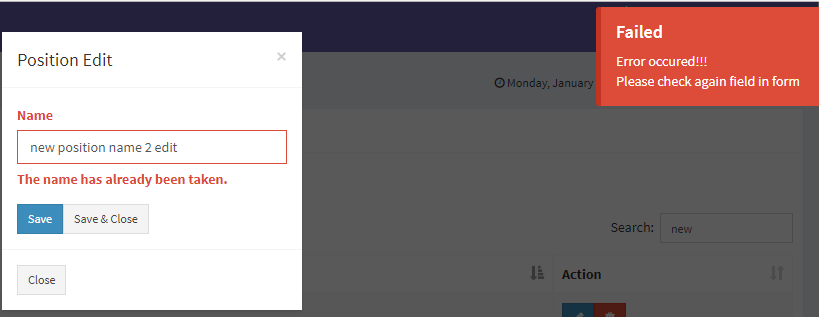 Failed
Error occured!!!
Please check again field in form
Position Edit
×
Monday, January
Name
new position name 2 edit
The name has already been taken.
Save
Save & Close
Search:
new
Action
Close